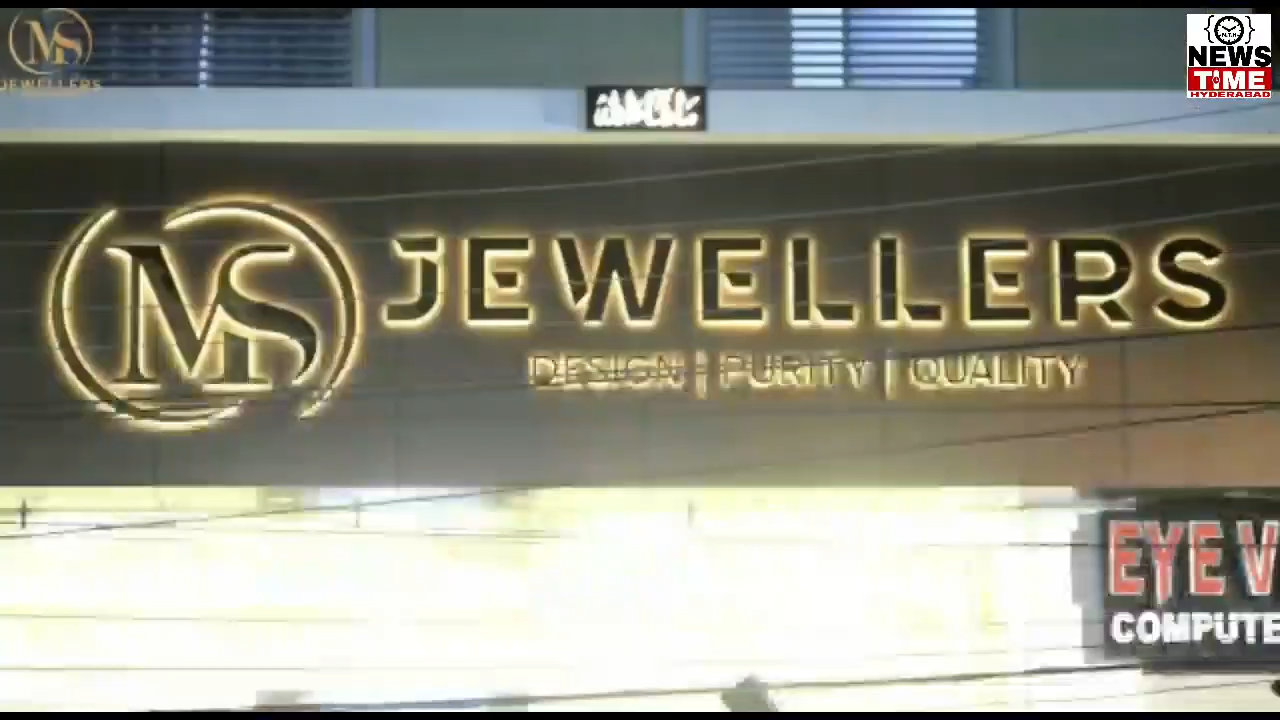 MS
JEWELLERS
N.T.H
NEWS
TIME
HYDERABAD
MS
JEWELLERS
DESIGN | PURITY | QUALITY
EYE V
COMPUTE